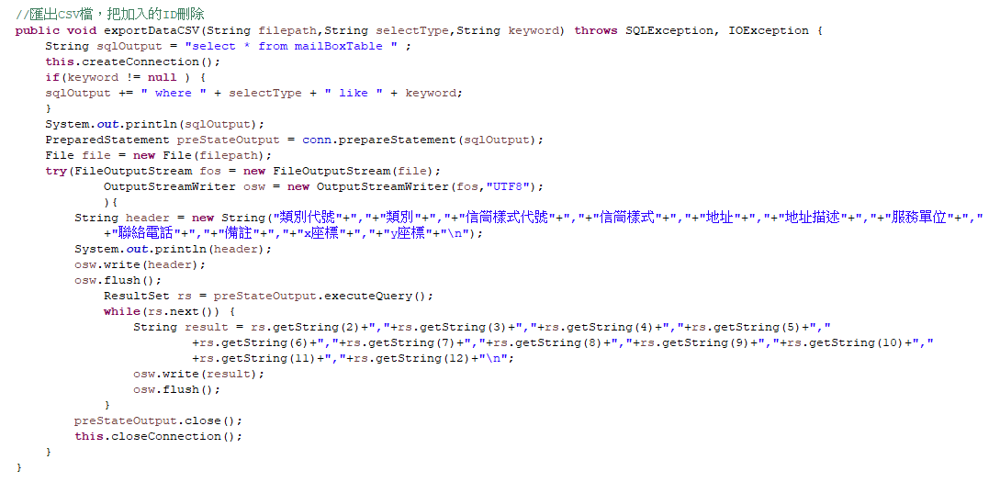 //匯出CSV檔，把加入的ID刪除
public void exportDataCSV(String filepath,String selectType,String keyword) throws SQLException, IOException {
    String sqlOutput = "select * from mailBoxTable " ;
    this.createConnection();
    if(keyword != null ) {
    sqlOutput += " where " + selectType + " like " + keyword;
    }
    System.out.println(sqlOutput);
    PreparedStatement preStateOutput = conn.prepareStatement(sqlOutput);
    File file = new File(filepath);
    try(FileOutputStream fos = new FileOutputStream(file);
            OutputStreamWriter osw = new OutputStreamWriter(fos,"UTF8");
            ){
        String header = new String("類別代號"+","+"類別"+","+"信筒樣式代號"+","+"信筒樣式"+","+"地址"+","+"地址描述"+","+"服務單位"+","
            +"聯絡電話"+","+"備註"+","+"x座標"+","+"y座標"+"\n");
        System.out.println(header);
        osw.write(header);
        osw.flush();
            ResultSet rs = preStateOutput.executeQuery();
            while(rs.next()) {
                String result = rs.getString(2)+","+rs.getString(3)+","+rs.getString(4)+","+rs.getString(5)+","
                        +rs.getString(6)+","+rs.getString(7)+","+rs.getString(8)+","+rs.getString(9)+","+rs.getString(10)+","
                        +rs.getString(11)+","+rs.getString(12)+"\n";
                osw.write(result);
                osw.flush();
            }
        preStateOutput.close();
        this.closeConnection();
    }
}